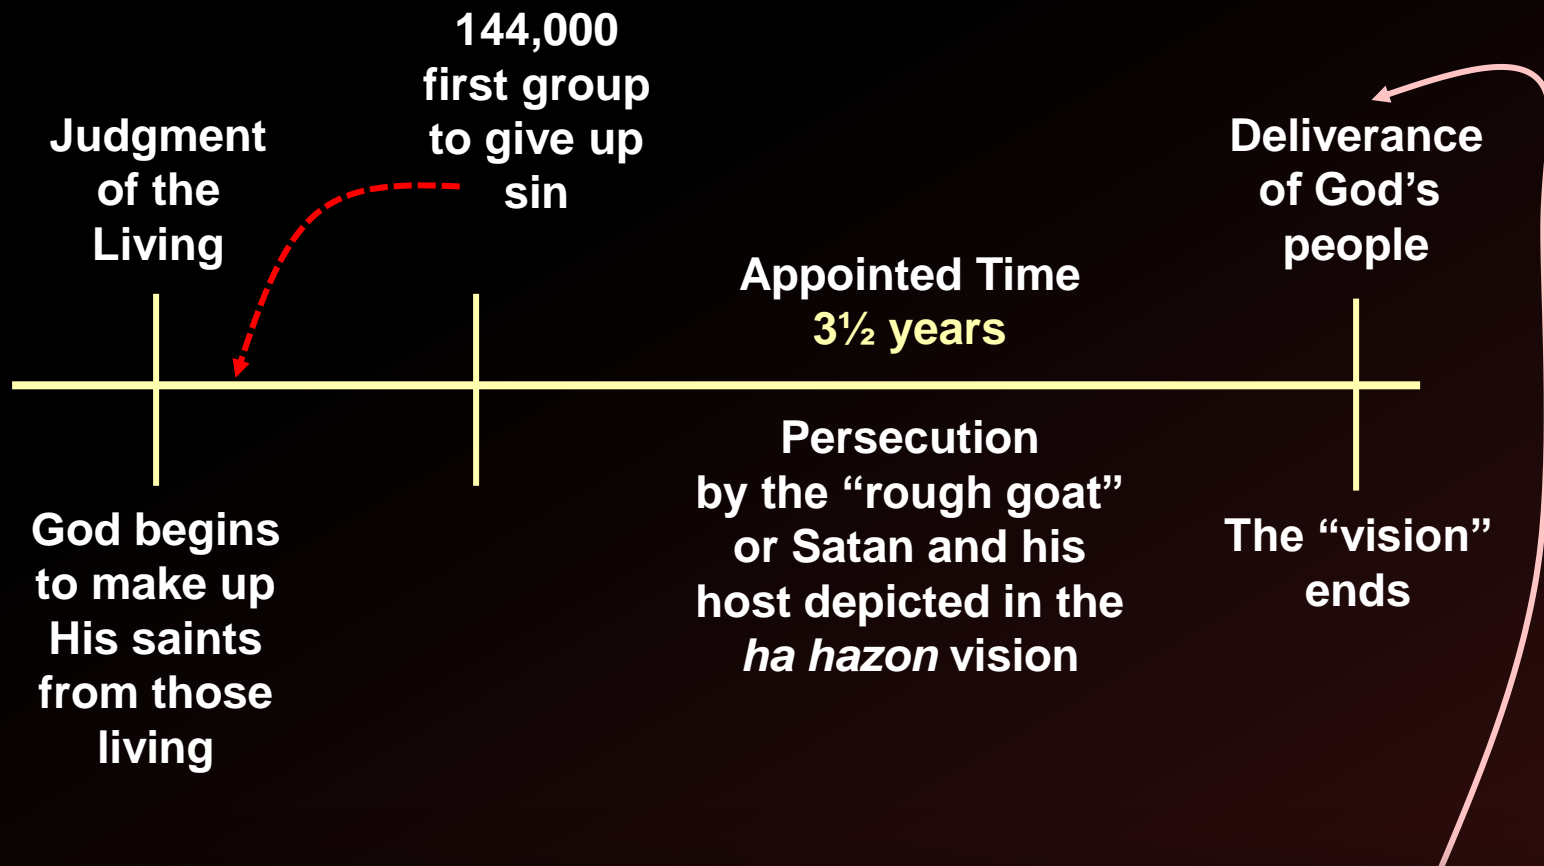 144,000
first group
to give up
sin
Judgment
of the
Living
Deliverance
of God’s
people
Appointed Time
3½ years
Persecution
by the “rough goat”
or Satan and his
host depicted in the
ha hazon vision
God begins
to make up
His saints
from those
living
The “vision”
ends